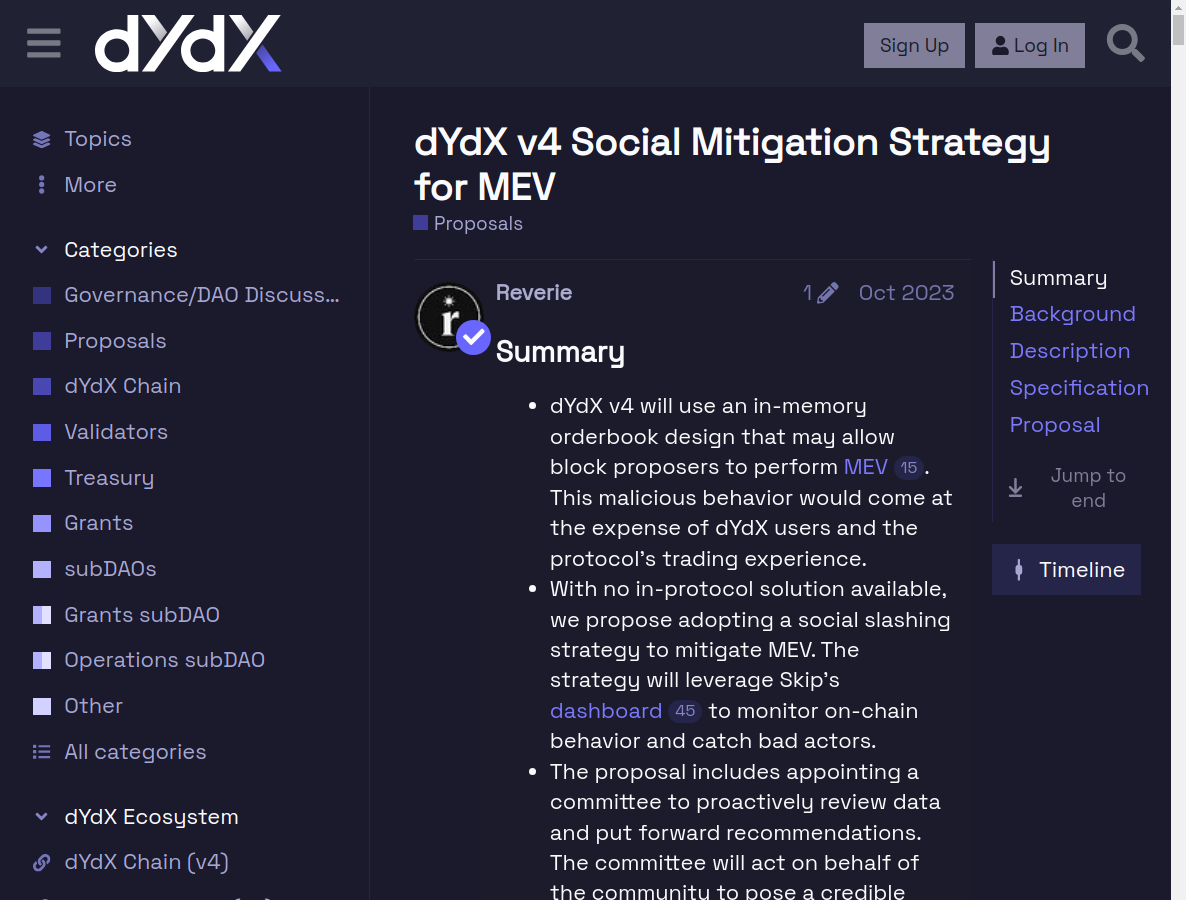 dYdX
Sign Up
Log In
Topics
More
Categories
Governance/DAO Discuss...
Proposals
dYdX Chain
Validators
Treasury
Grants
subDAOs
Grants subDAO
Operations subDAO
Other
All categories
dYdX Ecosystem
dYdX Chain (v4)
dYdX v4 Social Mitigation Strategy
for MEV
Proposals
Reverie
1
Oct 2023
Summary
dYdX v4 will use an in-memory
orderbook design that may allow
block proposers to perform MEV 15 .
This malicious behavior would come at
the expense of dYdX users and the
protocol's trading experience.
With no in-protocol solution available,
we propose adopting a social slashing
strategy to mitigate MEV. The
strategy will leverage Skip's
dashboard 45 to monitor on-chain
behavior and catch bad actors.
The proposal includes appointing a
committee to proactively review data
and put forward recommendations.
The committee will act on behalf of
the community to pose a credible
Summary
Background
Description
Specification
Proposal
Jump to
end
Timeline